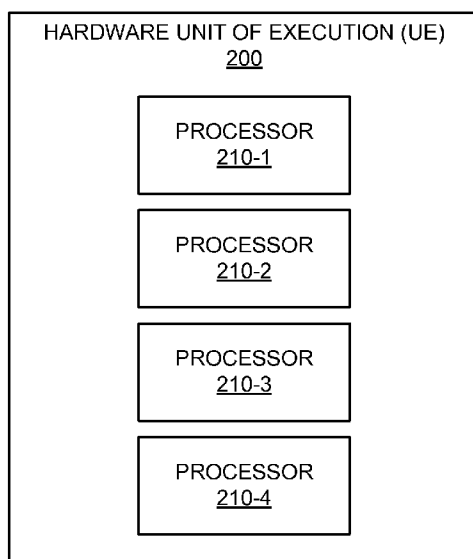 HARDWARE UNIT OF EXECUTION (UE)
200
PROCESSOR
210-1
PROCESSOR
210-2
PROCESSOR
210-3
PROCESSOR
210-4